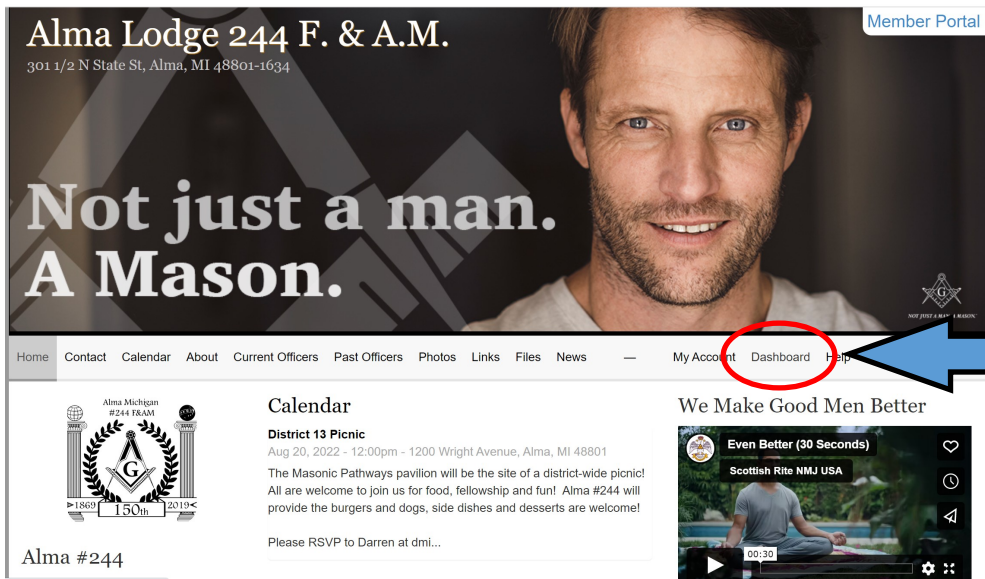 Alma Lodge 244 F. & A.M.
301 1/2 N State St, Alma, MI 48801-1634
Member Portal
Not just a man.
A Mason.
G
NOT JUST A MAN. A MASON.
Home Contact Calendar About Current Officers Past Officers Photos Links Files News — My Account Dashboard Help
Alma Michigan
#244 F&AM
G
1869 150th 2019
Alma #244
Calendar
District 13 Picnic
Aug 20, 2022 - 12:00pm - 1200 Wright Avenue, Alma, MI 48801
The Masonic Pathways pavilion will be the site of a district-wide picnic!
All are welcome to join us for food, fellowship and fun! Alma #244 will
provide the burgers and dogs, side dishes and desserts are welcome!
Please RSVP to Darren at dmi...
We Make Good Men Better
Even Better (30 Seconds)
Scottish Rite NMJ USA
00:30